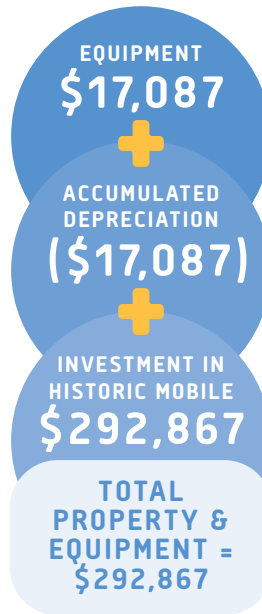 EQUIPMENT
$17,087
+
ACCUMULATED
DEPRECIATION
($17,087)
+
INVESTMENT IN
HISTORIC MOBILE
$292,867
TOTAL
PROPERTY &
EQUIPMENT =
$292,867